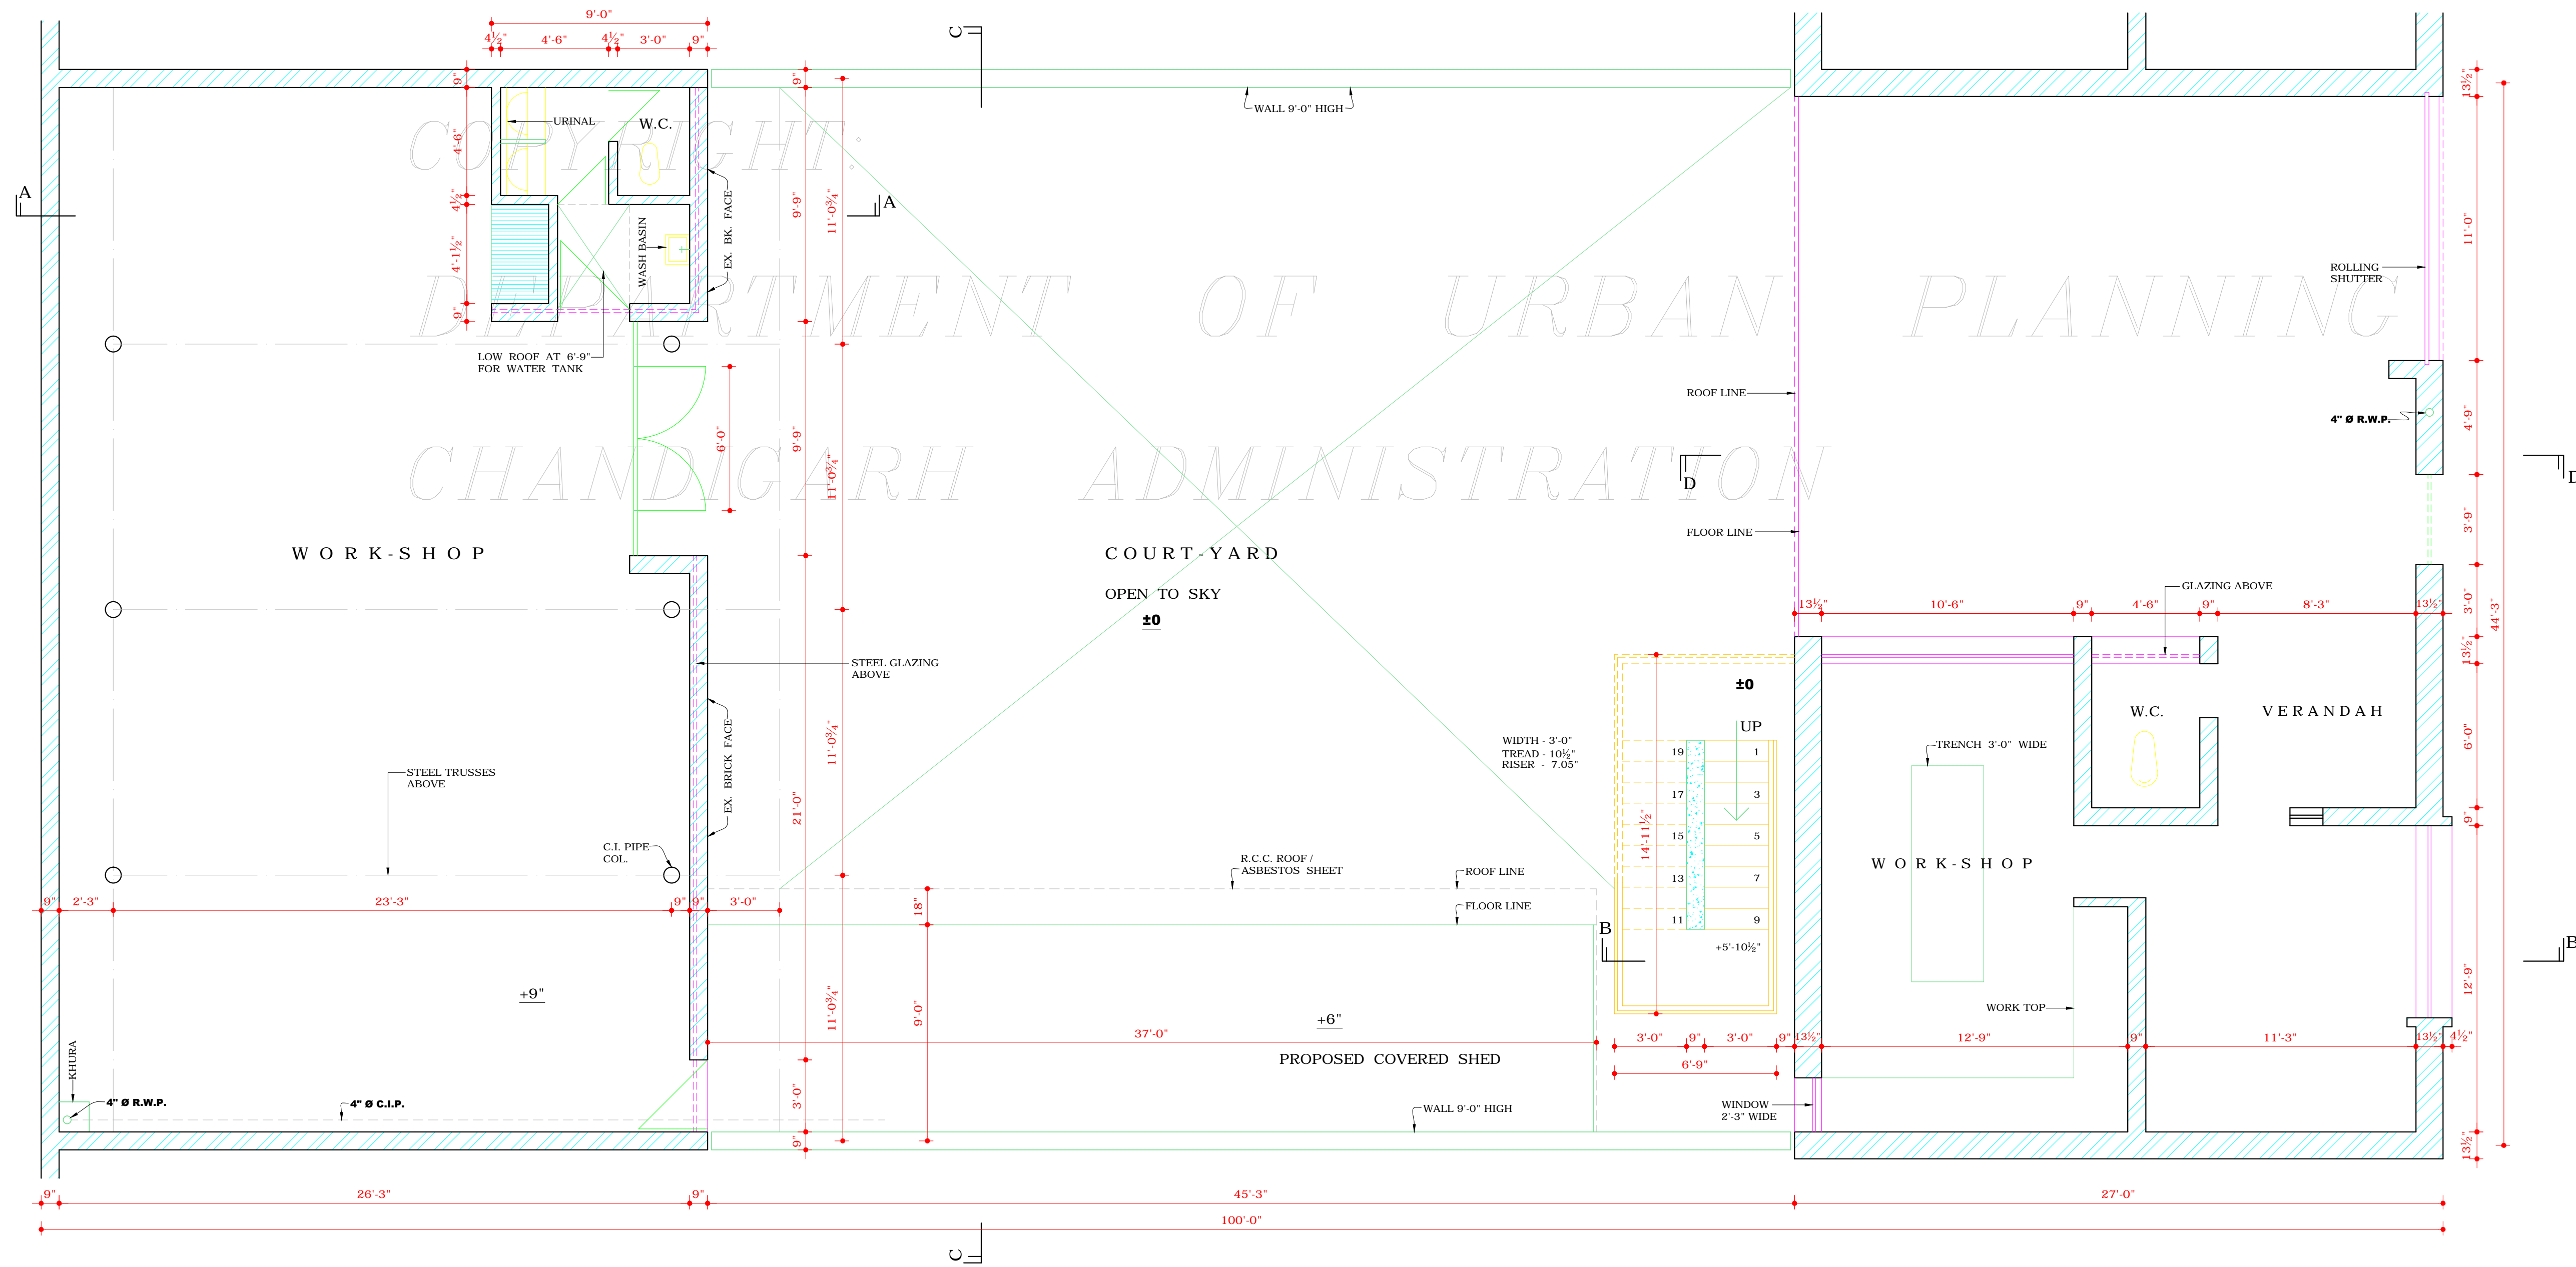 9'-0"
4½" 4'-6" 4½" 3'-0" 9"
C C
9" 4'-6" 4½" 4'-1½" 9"
URINAL
W.C.
WASH BASIN
EX. BK. FACE
LOW ROOF AT 6'-9"
FOR WATER TANK
A A
9" 9'-9" 9'-9" 21'-0" 3'-0" 9"
11'-0¾" 11'-0¾" 11'-0¾" 11'-0¾"
6'-0"
WALL 9'-0" HIGH
COPYRIGHT:
DEPARTMENT OF URBAN PLANNING
CHANDIGARH ADMINISTRATION
WORK-SHOP
COURT-YARD
OPEN TO SKY
±0
STEEL GLAZING
ABOVE
EX. BRICK FACE
STEEL TRUSSES
ABOVE
C.I. PIPE
COL.
9" 2'-3" 23'-3" 9" 9" 3'-0"
+9"
KHURA
4" Ø R.W.P.
4" Ø C.I.P.
R.C.C. ROOF /
ASBESTOS SHEET
ROOF LINE
FLOOR LINE
18"
9'-0"
37'-0"
+6"
PROPOSED COVERED SHED
WALL 9'-0" HIGH
ROOF LINE
FLOOR LINE
D D
ROLLING
SHUTTER
4" Ø R.W.P.
GLAZING ABOVE
13½" 10'-6" 9" 4'-6" 9" 8'-3" 13½"
±0
UP
WIDTH - 3'-0"
TREAD - 10½"
RISER - 7.05"
14'-11½"
19 1
17 3
15 5
13 7
11 9
+5'-10½"
B B
W.C.
VERANDAH
TRENCH 3'-0" WIDE
WORK-SHOP
WORK TOP
3'-0" 9" 3'-0" 9" 13½" 12'-9" 9" 11'-3" 13½" 4½"
6'-9"
WINDOW
2'-3" WIDE
13½" 11'-0" 4'-9" 3'-9" 3'-0" 13½" 6'-0" 9" 12'-9" 13½"
44'-3"
9" 26'-3" 9" 45'-3" 27'-0"
100'-0"